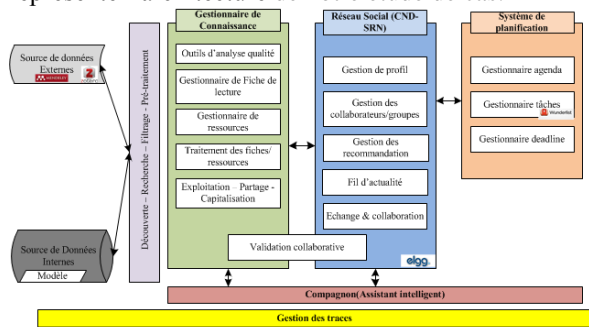 Gestionnaire de
Connaissance
Réseau Social (CND-
SRN)
Système de
planification
Source de données
Externes
MENDELEY
Découverte – Recherche – Filtrage - Pré-traitement
Outils d'analyse qualité
Gestionnaire de Fiche de
lecture
Gestionnaire de
ressources
Traitement des fiches/
ressources
Exploitation – Partage -
Capitalisation
Gestion de profil
Gestion des
collaborateurs/groupes
Gestion des
recommandation
Fil d'actualité
Echange & collaboration
Gestionnaire agenda
Gestionnaire tâches
Wunderlist
Gestionnaire deadline
Source de Données
Internes
Modèle
Validation collaborative
elgg
Compagnon(Assistant intelligent)
Gestion des traces